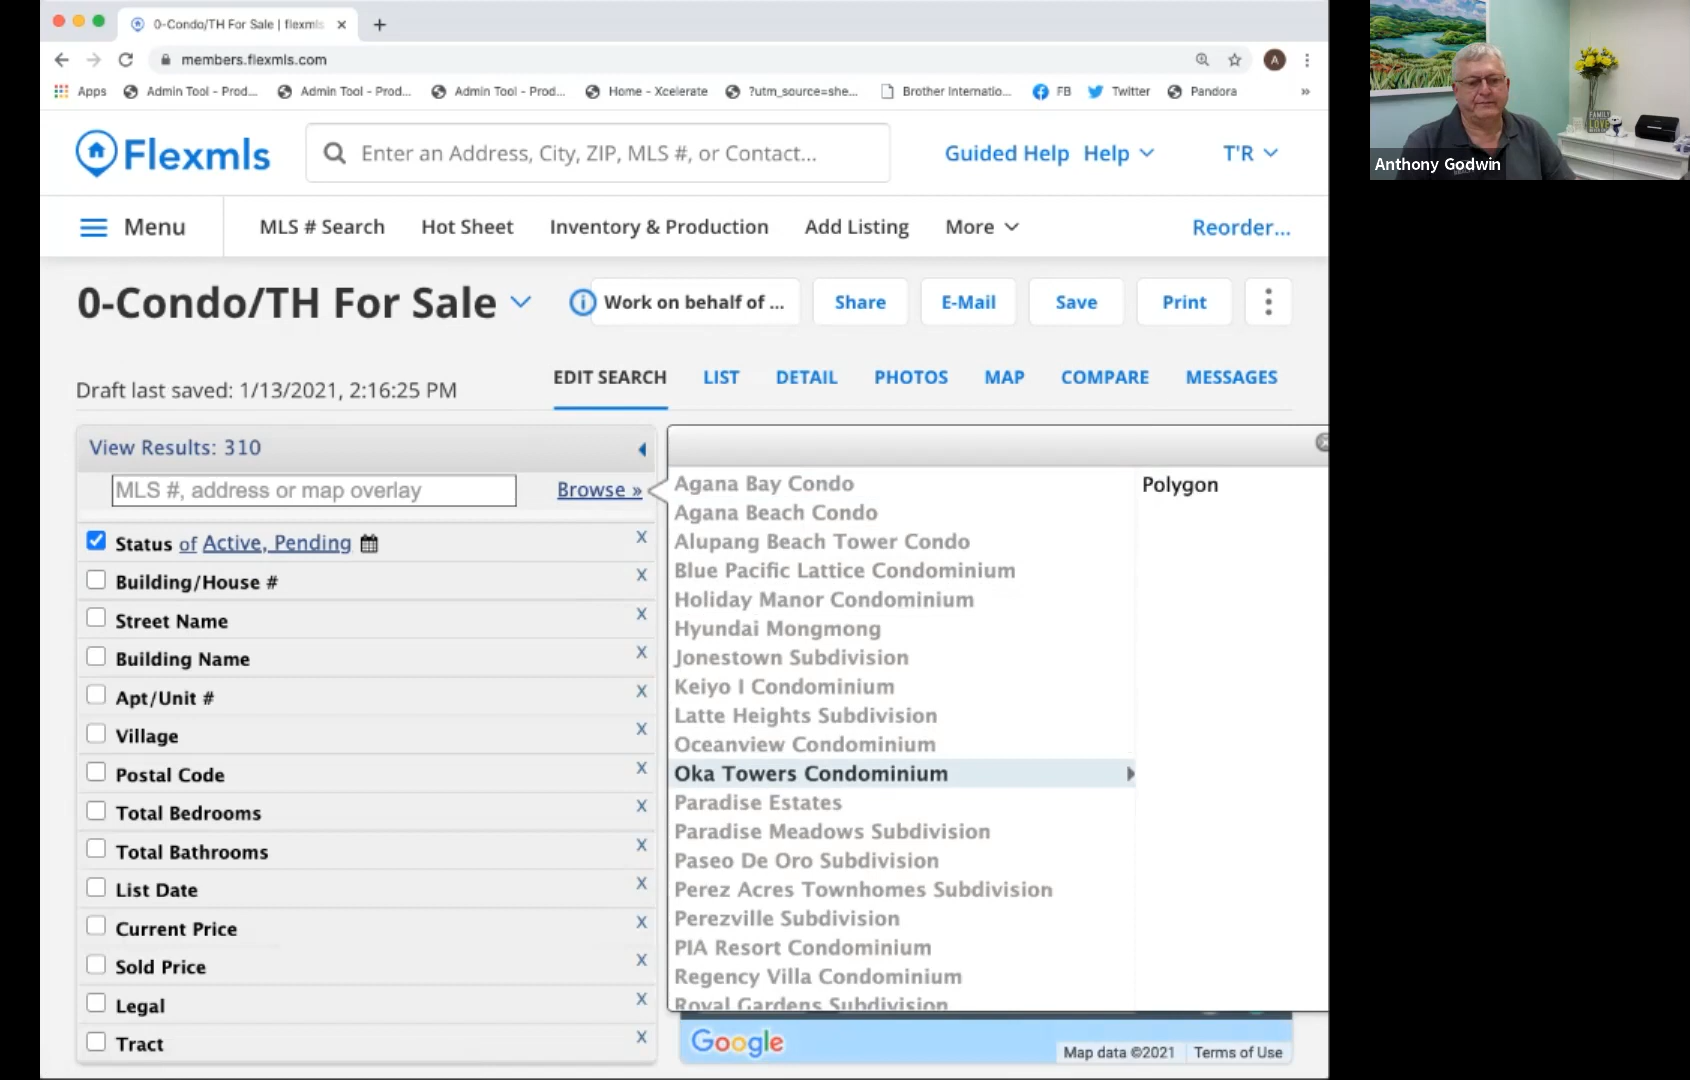 0-Condo/TH For Sale | flexmls
members.flexmls.com
A
Apps
Admin Tool - Prod...
Admin Tool - Prod...
Admin Tool - Prod...
Home - Xcelerate
?utm_source=she...
Brother Internatio...
FB
Twitter
Pandora
»
Flexmls
Enter an Address, City, ZIP, MLS #, or Contact...
Guided Help
Help
T'R
Menu
MLS # Search
Hot Sheet
Inventory & Production
Add Listing
More
Reorder...
0-Condo/TH For Sale
Work on behalf of ...
Share
E-Mail
Save
Print
Draft last saved: 1/13/2021, 2:16:25 PM
EDIT SEARCH
LIST
DETAIL
PHOTOS
MAP
COMPARE
MESSAGES
View Results: 310
MLS #, address or map overlay
Browse »
Status of Active, Pending X
Building/House # X
Street Name X
Building Name X
Apt/Unit # X
Village X
Postal Code X
Total Bedrooms X
Total Bathrooms X
List Date X
Current Price X
Sold Price X
Legal X
Tract X
Agana Bay Condo
Agana Beach Condo
Alupang Beach Tower Condo
Blue Pacific Lattice Condominium
Holiday Manor Condominium
Hyundai Mongmong
Jonestown Subdivision
Keiyo I Condominium
Latte Heights Subdivision
Oceanview Condominium
Oka Towers Condominium
Paradise Estates
Paradise Meadows Subdivision
Paseo De Oro Subdivision
Perez Acres Townhomes Subdivision
Perezville Subdivision
PIA Resort Condominium
Regency Villa Condominium
Royal Gardens Subdivision
Polygon
Google
Map data ©2021
Terms of Use
FAMILY
LOVE
Anthony Godwin